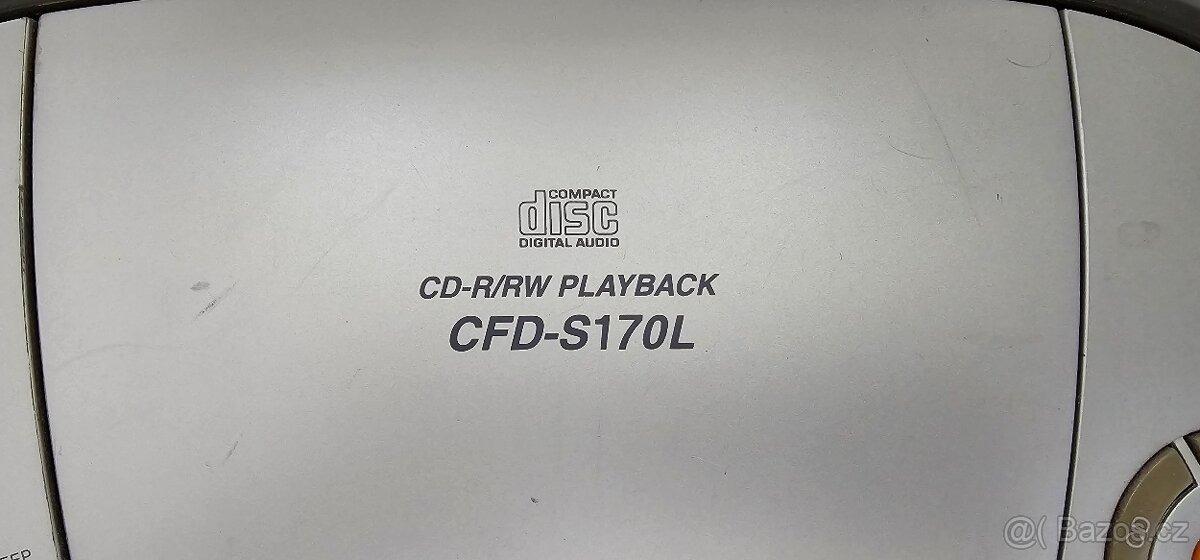 COMPACT
disc
DIGITAL AUDIO
CD-R/RW PLAYBACK
CFD-S170L
Bazos.cz